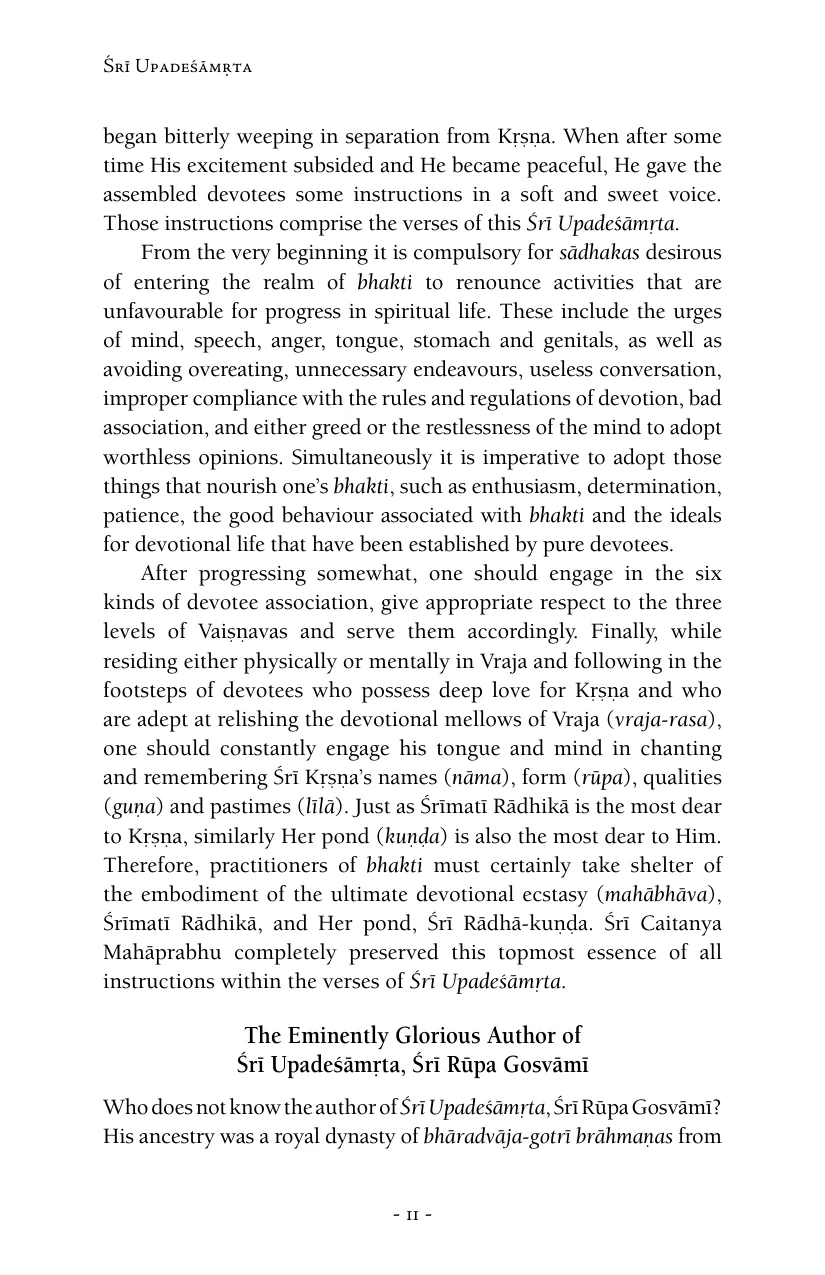 Śrī Upadeśāmṛta
began bitterly weeping in separation from Kṛṣṇa. When after some
time His excitement subsided and He became peaceful, He gave the
assembled devotees some instructions in a soft and sweet voice.
Those instructions comprise the verses of this Śrī Upadeśāmṛta.
From the very beginning it is compulsory for sādhakas desirous
of entering the realm of bhakti to renounce activities that are
unfavourable for progress in spiritual life. These include the urges
of mind, speech, anger, tongue, stomach and genitals, as well as
avoiding overeating, unnecessary endeavours, useless conversation,
improper compliance with the rules and regulations of devotion, bad
association, and either greed or the restlessness of the mind to adopt
worthless opinions. Simultaneously it is imperative to adopt those
things that nourish one’s bhakti, such as enthusiasm, determination,
patience, the good behaviour associated with bhakti and the ideals
for devotional life that have been established by pure devotees.
After progressing somewhat, one should engage in the six
kinds of devotee association, give appropriate respect to the three
levels of Vaiṣṇavas and serve them accordingly. Finally, while
residing either physically or mentally in Vraja and following in the
footsteps of devotees who possess deep love for Kṛṣṇa and who
are adept at relishing the devotional mellows of Vraja (vraja-rasa),
one should constantly engage his tongue and mind in chanting
and remembering Śrī Kṛṣṇa’s names (nāma), form (rūpa), qualities
(guṇa) and pastimes (līlā). Just as Śrīmatī Rādhikā is the most dear
to Kṛṣṇa, similarly Her pond (kuṇḍa) is also the most dear to Him.
Therefore, practitioners of bhakti must certainly take shelter of
the embodiment of the ultimate devotional ecstasy (mahābhāva),
Śrīmatī Rādhikā, and Her pond, Śrī Rādhā-kuṇḍa. Śrī Caitanya
Mahāprabhu completely preserved this topmost essence of all
instructions within the verses of Śrī Upadeśāmṛta.
The Eminently Glorious Author of
Śrī Upadeśāmṛta, Śrī Rūpa Gosvāmī
Who does not know the author of Śrī Upadeśāmṛta, Śrī Rūpa Gosvāmī?
His ancestry was a royal dynasty of bhāradvāja-gotrī brāhmaṇas from
- 11 -